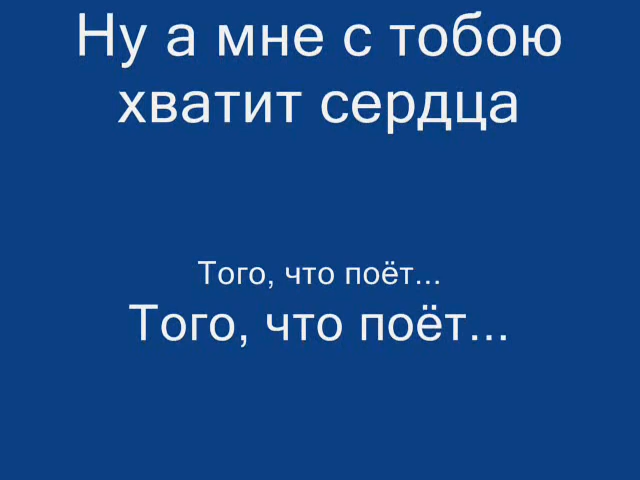 Ну а мне с тобою
хватит сердца
Того, что поёт...
Того, что поёт...